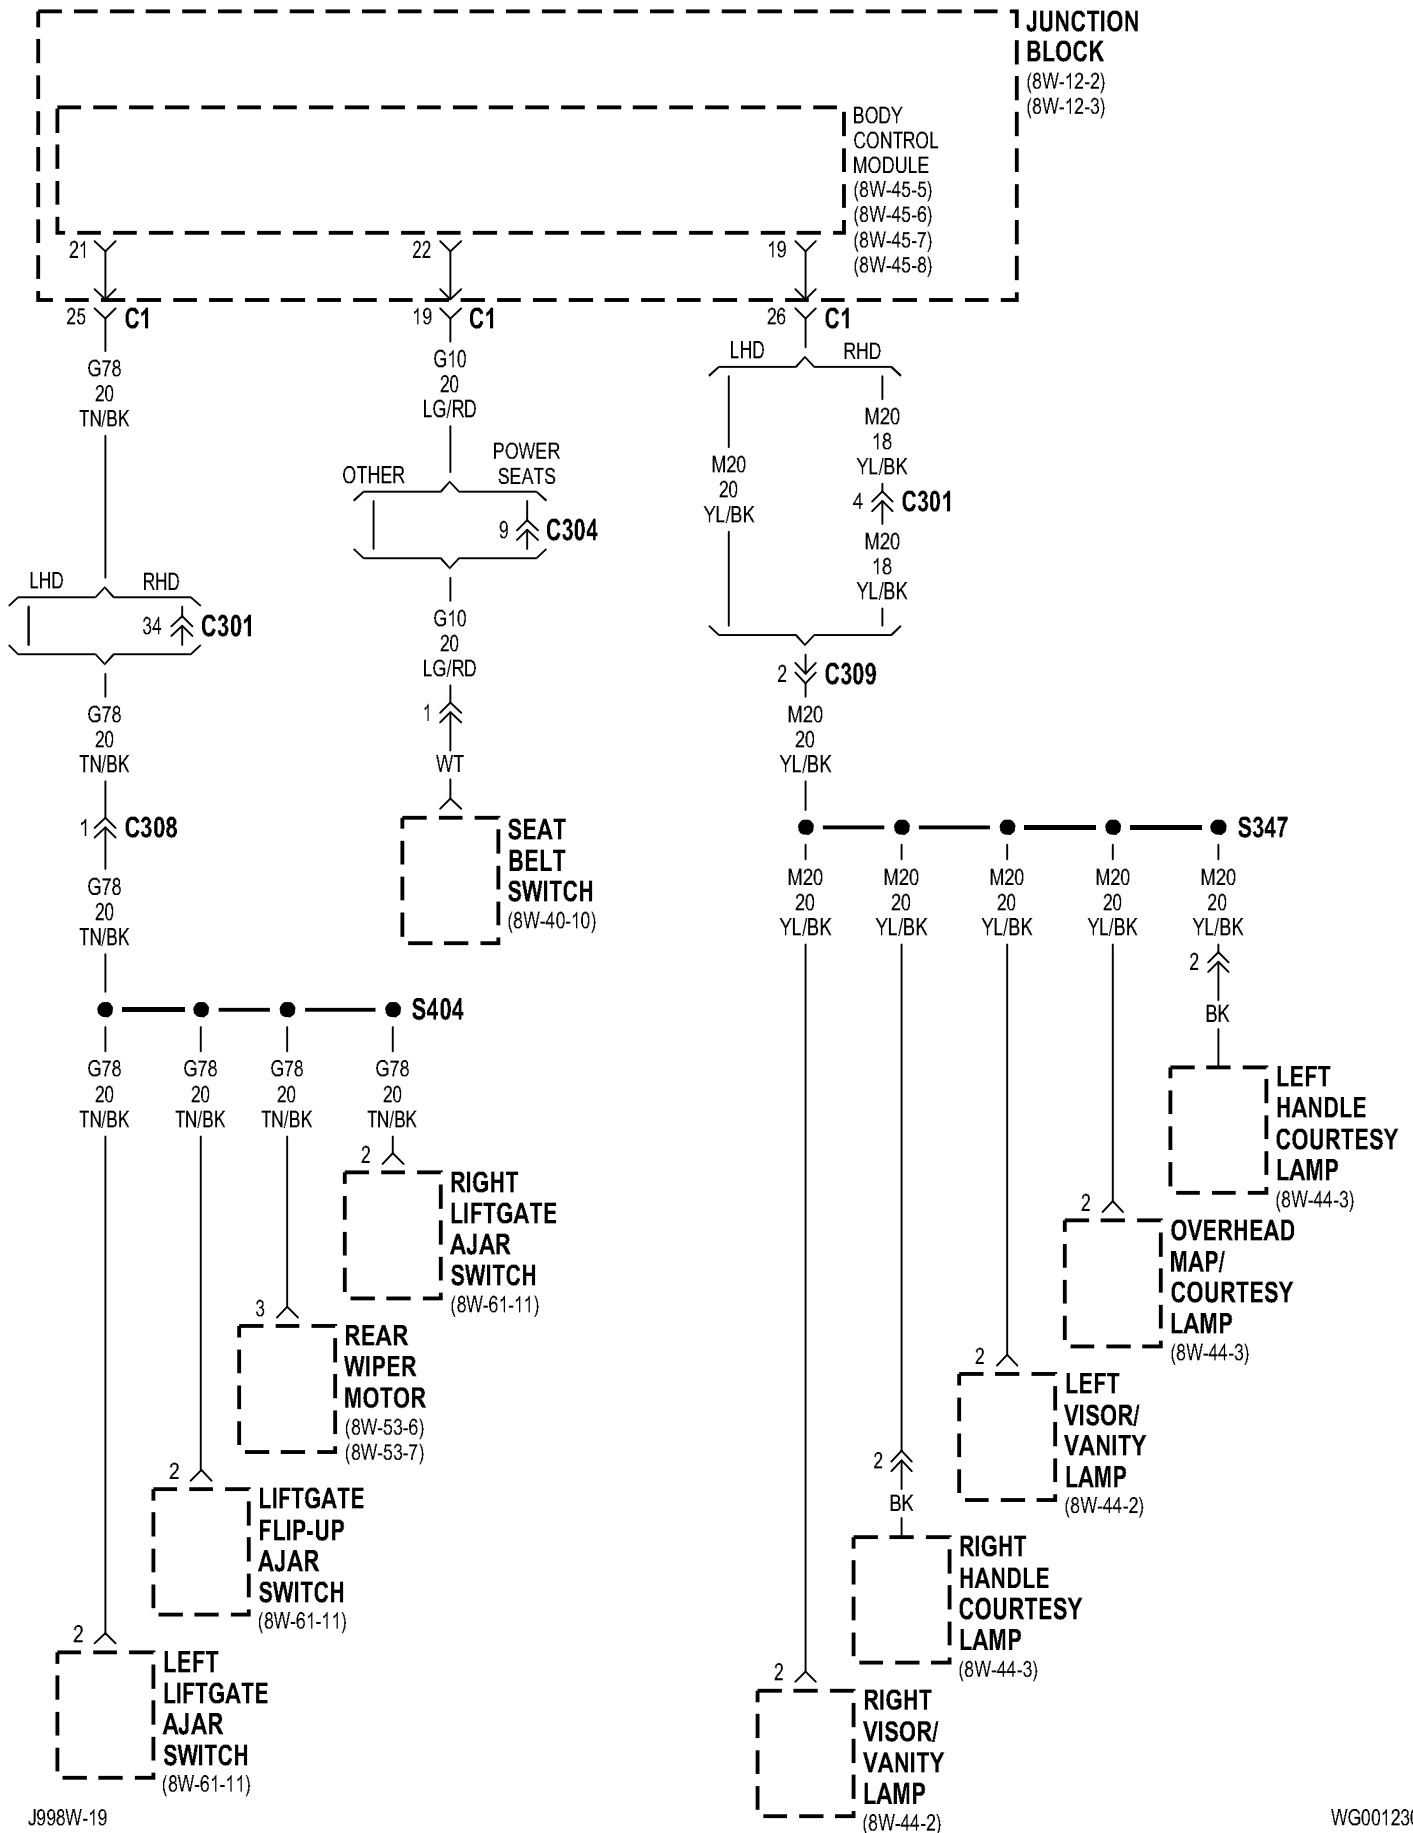 JUNCTION
BLOCK
(8W-12-2)
(8W-12-3)
BODY
CONTROL
MODULE
(8W-45-5)
(8W-45-6)
(8W-45-7)
(8W-45-8)
21
22
19
25 C1
19 C1
26 C1
G78
20
TN/BK
LHD
RHD
34 C301
G78
20
TN/BK
1 C308
G78
20
TN/BK
S404
G78
20
TN/BK
G78
20
TN/BK
G78
20
TN/BK
G78
20
TN/BK
2
RIGHT
LIFTGATE
AJAR
SWITCH
(8W-61-11)
3
REAR
WIPER
MOTOR
(8W-53-6)
(8W-53-7)
2
LIFTGATE
FLIP-UP
AJAR
SWITCH
(8W-61-11)
2
LEFT
LIFTGATE
AJAR
SWITCH
(8W-61-11)
G10
20
LG/RD
OTHER
POWER
SEATS
9 C304
G10
20
LG/RD
1
WT
SEAT
BELT
SWITCH
(8W-40-10)
LHD
RHD
M20
20
YL/BK
M20
18
YL/BK
4 C301
M20
18
YL/BK
2 C309
M20
20
YL/BK
S347
M20
20
YL/BK
M20
20
YL/BK
M20
20
YL/BK
M20
20
YL/BK
M20
20
YL/BK
2
BK
LEFT
HANDLE
COURTESY
LAMP
(8W-44-3)
2
OVERHEAD
MAP/
COURTESY
LAMP
(8W-44-3)
2
LEFT
VISOR/
VANITY
LAMP
(8W-44-2)
2
BK
RIGHT
HANDLE
COURTESY
LAMP
(8W-44-3)
2
RIGHT
VISOR/
VANITY
LAMP
(8W-44-2)
J998W-19
WG001230